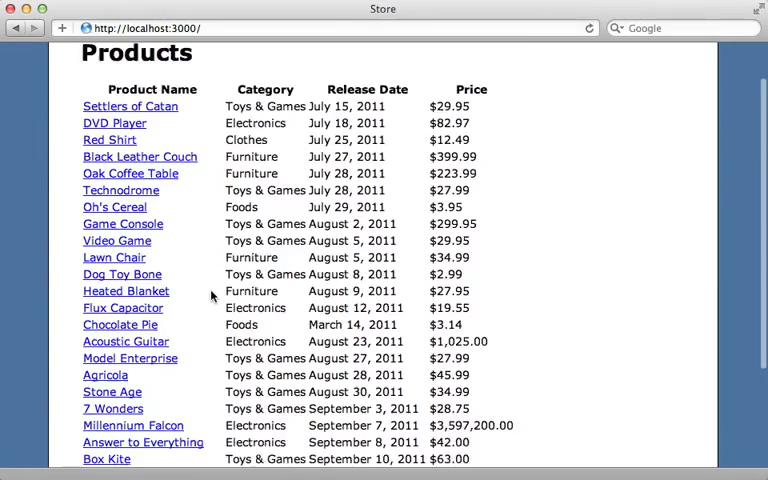 Store
http://localhost:3000/
Google
Products
Product Name Category Release Date Price
Settlers of Catan Toys & Games July 15, 2011 $29.95
DVD Player Electronics July 18, 2011 $82.97
Red Shirt Clothes July 25, 2011 $12.49
Black Leather Couch Furniture July 27, 2011 $399.99
Oak Coffee Table Furniture July 28, 2011 $223.99
Technodrome Toys & Games July 28, 2011 $27.99
Oh's Cereal Foods July 29, 2011 $3.95
Game Console Toys & Games August 2, 2011 $299.95
Video Game Toys & Games August 5, 2011 $29.95
Lawn Chair Furniture August 5, 2011 $34.99
Dog Toy Bone Toys & Games August 8, 2011 $2.99
Heated Blanket Furniture August 9, 2011 $27.95
Flux Capacitor Electronics August 12, 2011 $19.55
Chocolate Pie Foods March 14, 2011 $3.14
Acoustic Guitar Electronics August 23, 2011 $1,025.00
Model Enterprise Toys & Games August 27, 2011 $27.99
Agricola Toys & Games August 28, 2011 $45.99
Stone Age Toys & Games August 30, 2011 $34.99
7 Wonders Toys & Games September 3, 2011 $28.75
Millennium Falcon Electronics September 7, 2011 $3,597,200.00
Answer to Everything Electronics September 8, 2011 $42.00
Box Kite Toys & Games September 10, 2011 $63.00